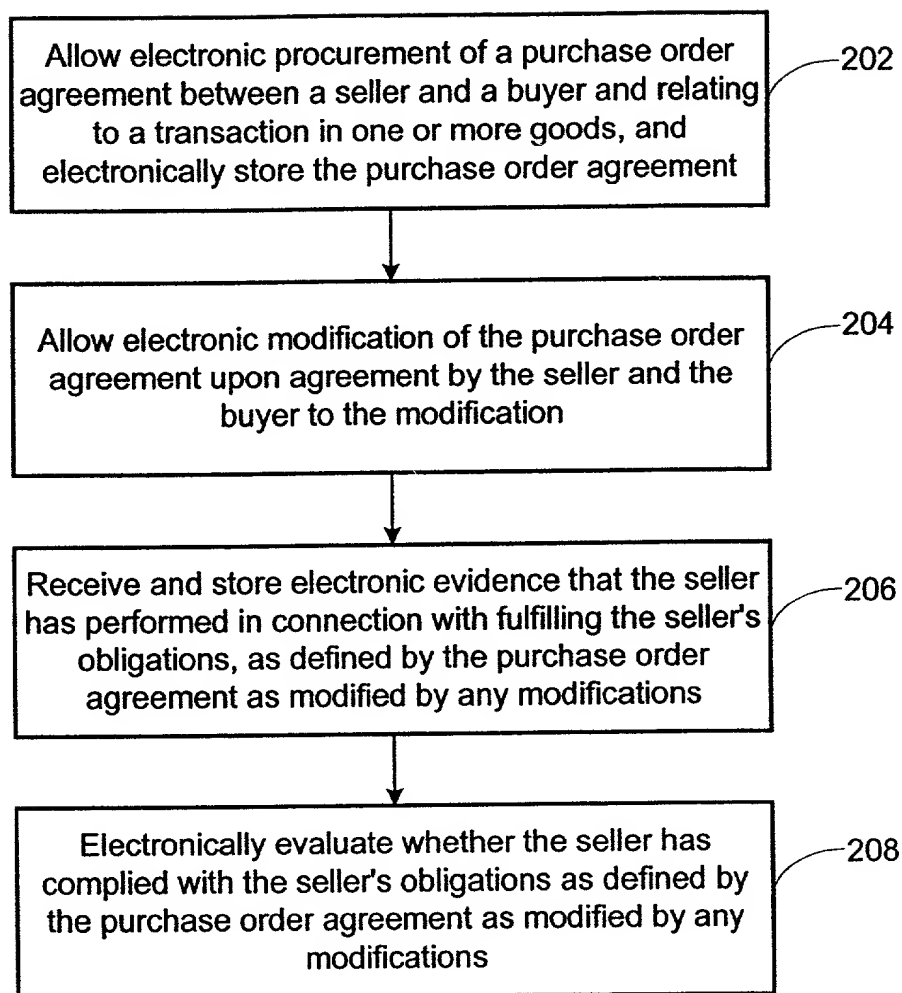 Allow electronic procurement of a purchase order
agreement between a seller and a buyer and relating
to a transaction in one or more goods, and
electronically store the purchase order agreement
202
Allow electronic modification of the purchase order
agreement upon agreement by the seller and the
buyer to the modification
204
Receive and store electronic evidence that the seller
has performed in connection with fulfilling the seller's
obligations, as defined by the purchase order
agreement as modified by any modifications
206
Electronically evaluate whether the seller has
complied with the seller's obligations as defined by
the purchase order agreement as modified by any
modifications
208